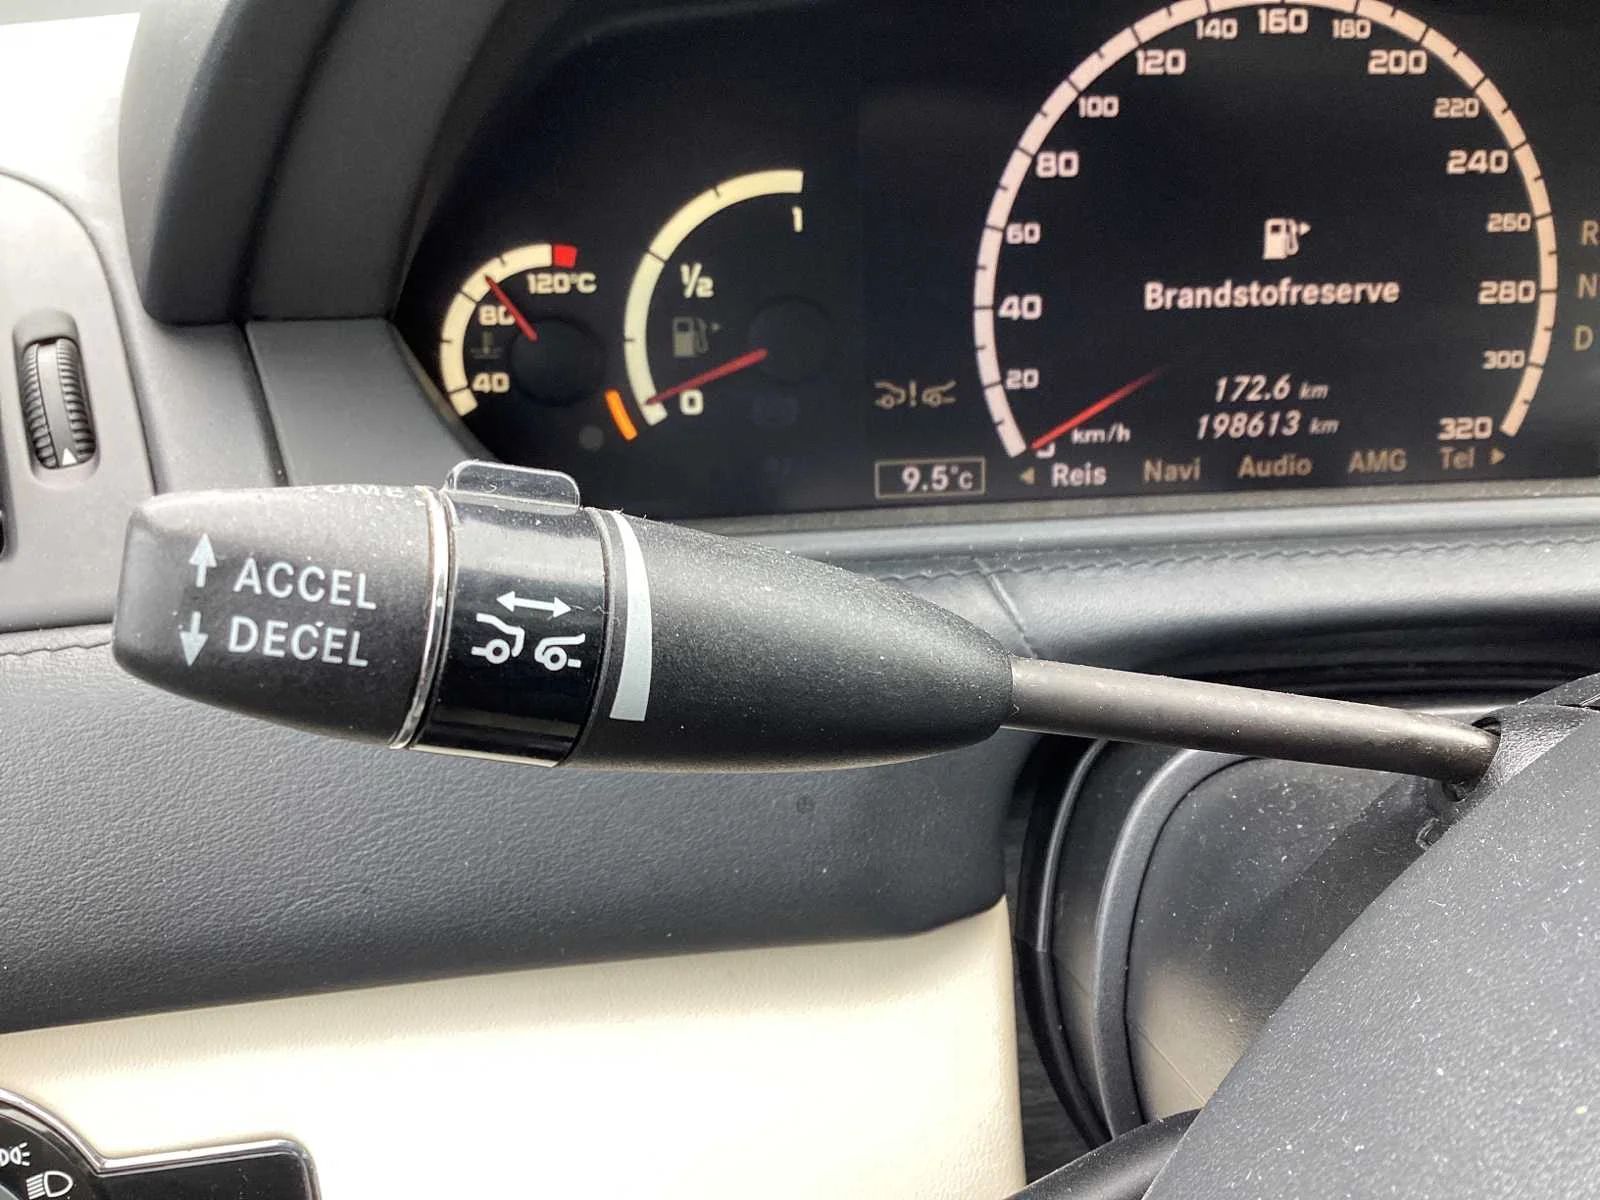 120°C
80
40
1
½
0
9.5°C
140
160
180
120
200
100
220
80
240
60
260
40
280
20
300
320
Brandstofreserve
172.6 km
198613 km
km/h
Reis Navi Audio AMG Tel
R
N
D
ACCEL
DECEL